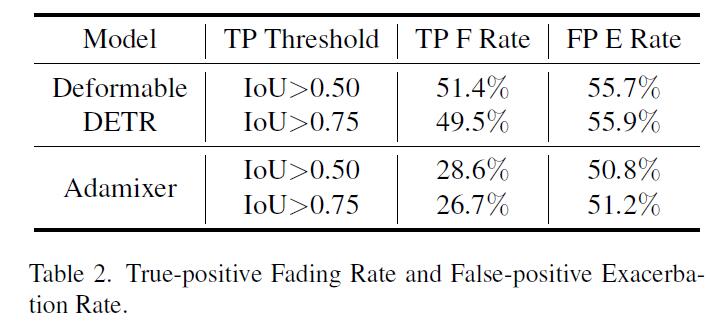 Model TP Threshold TP F Rate FP E Rate
Deformable IoU>0.50 51.4% 55.7%
DETR IoU>0.75 49.5% 55.9%
Adamixer
IoU>0.50 28.6% 50.8%
IoU>0.75 26.7% 51.2%
Table 2. True-positive Fading Rate and False-positive Exacerba-
tion Rate.